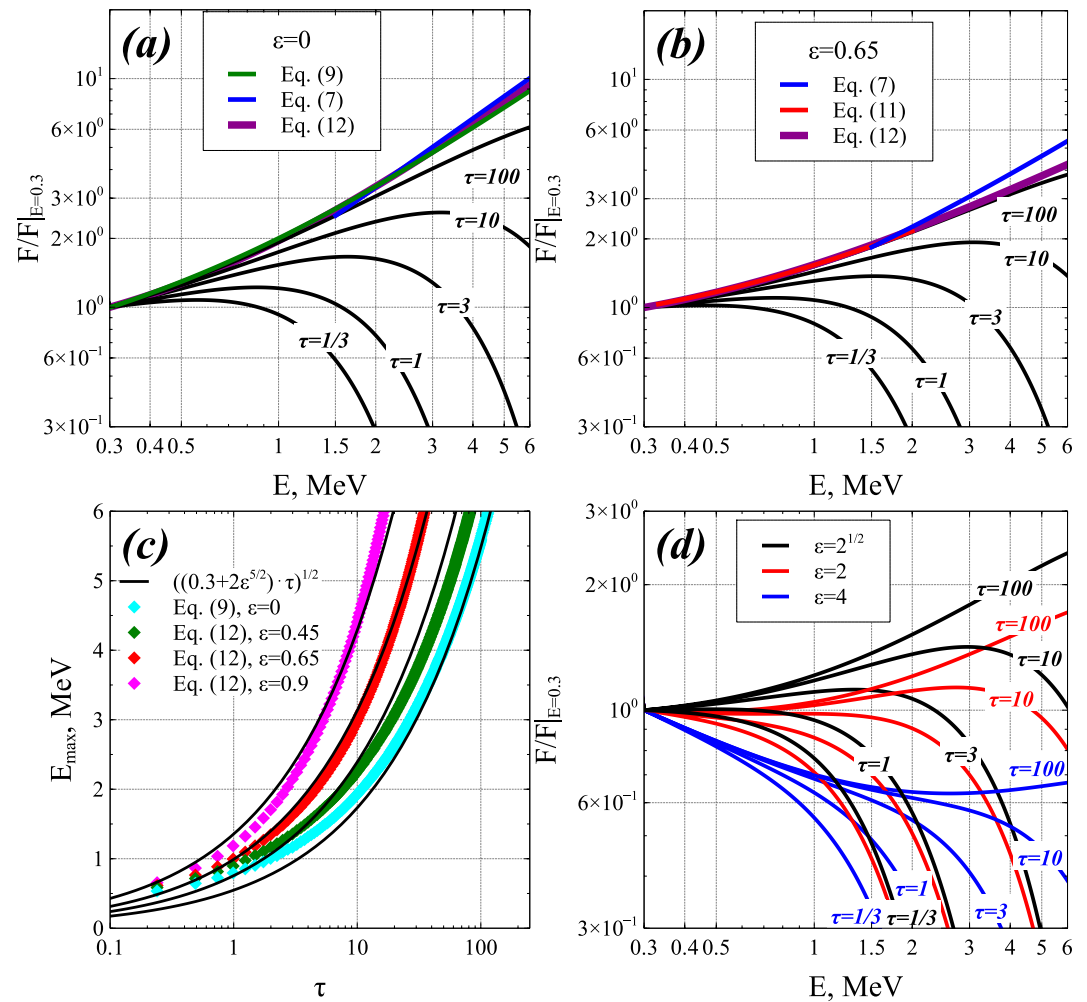 (a)
ε=0
Eq. (9)
Eq. (7)
Eq. (12)
F/F|E=0.3
10¹
6×10⁰
3×10⁰
2×10⁰
10⁰
6×10⁻¹
3×10⁻¹
τ=100
τ=10
τ=3
τ=1
τ=1/3
0.3 0.4 0.5 1 1.5 2 3 4 5 6
E, MeV
(b)
ε=0.65
Eq. (7)
Eq. (11)
Eq. (12)
F/F|E=0.3
10¹
6×10⁰
3×10⁰
2×10⁰
10⁰
6×10⁻¹
3×10⁻¹
τ=100
τ=10
τ=3
τ=1
τ=1/3
0.3 0.4 0.5 1 1.5 2 3 4 5 6
E, MeV
(c)
((0.3+2ε⁵ᐟ²)·τ)¹ᐟ²
Eq. (9), ε=0
Eq. (12), ε=0.45
Eq. (12), ε=0.65
Eq. (12), ε=0.9
Emax, MeV
6
5
4
3
2
1
0
0.1 1 10 100
τ
(d)
ε=2¹ᐟ²
ε=2
ε=4
F/F|E=0.3
3×10⁰
2×10⁰
10⁰
6×10⁻¹
3×10⁻¹
τ=100
τ=100
τ=10
τ=10
τ=3
τ=1
τ=100
τ=10
τ=1
τ=1/3
τ=1/3
τ=3
0.3 0.4 0.5 1 1.5 2 3 4 5 6
E, MeV